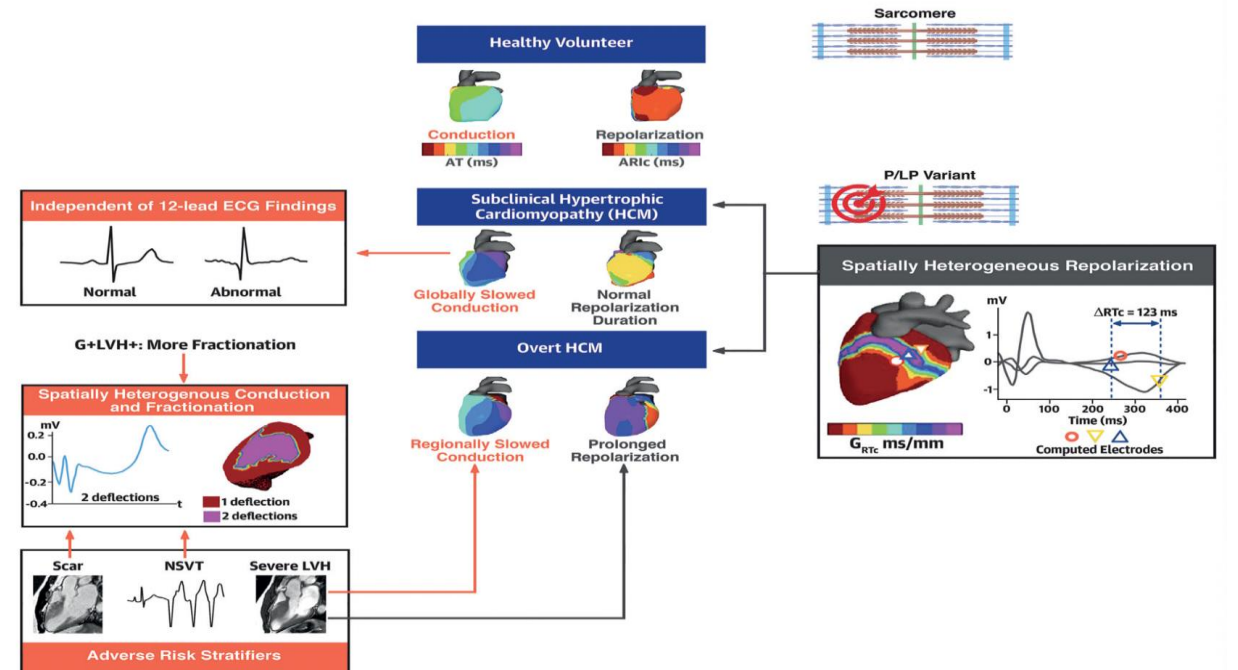 Sarcomere
Healthy Volunteer
Conduction
AT (ms)
Repolarization
ARIc (ms)
P/LP Variant
Independent of 12-lead ECG Findings
Normal
Abnormal
Subclinical Hypertrophic
Cardiomyopathy (HCM)
Globally Slowed
Conduction
Normal
Repolarization
Duration
Spatially Heterogeneous Repolarization
mV
1
0
-1
ΔRTc = 123 ms
0
100
200
300
400
Time (ms)
Computed Electrodes
GRTc ms/mm
G+LVH+: More Fractionation
Overt HCM
Regionally Slowed
Conduction
Prolonged
Repolarization
Spatially Heterogenous Conduction
and Fractionation
mV
0.2
0.0
-0.2
-0.4
2 deflections
t
1 deflection
2 deflections
Scar
NSVT
Severe LVH
Adverse Risk Stratifiers